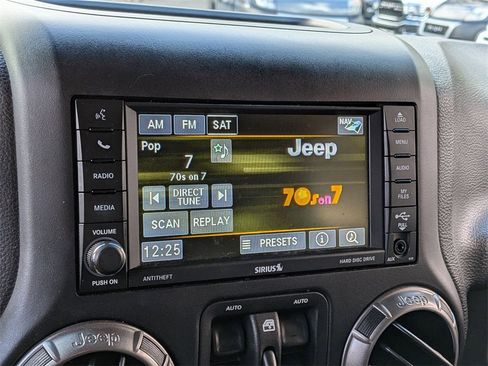 AM FM SAT NAV
LOAD
Pop
Jeep
MENU
7
70s on 7
RADIO
AUDIO
DIRECT
TUNE
70s on 7
MEDIA
MY
FILES
SCAN REPLAY
VOLUME
PULL
12:25 PRESETS
PUSH ON
AUX
ANTITHEFT
SIRIUS
HARD DISC DRIVE
AUTO AUTO
Jeep
Jeep